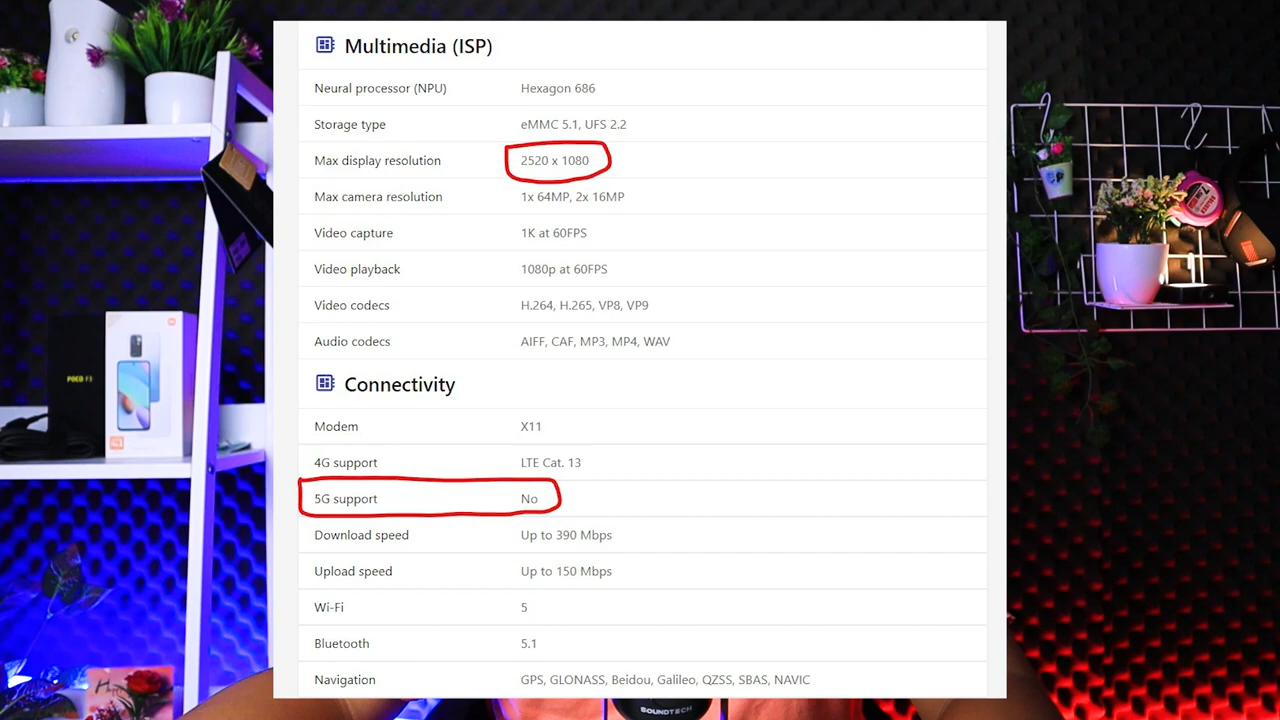 Multimedia (ISP)
Neural processor (NPU) Hexagon 686
Storage type eMMC 5.1, UFS 2.2
Max display resolution 2520 x 1080
Max camera resolution 1x 64MP, 2x 16MP
Video capture 1K at 60FPS
Video playback 1080p at 60FPS
Video codecs H.264, H.265, VP8, VP9
Audio codecs AIFF, CAF, MP3, MP4, WAV
Connectivity
Modem X11
4G support LTE Cat. 13
5G support No
Download speed Up to 390 Mbps
Upload speed Up to 150 Mbps
Wi-Fi 5
Bluetooth 5.1
Navigation GPS, GLONASS, Beidou, Galileo, QZSS, SBAS, NAVIC
POCO F3
SOUNDTECH